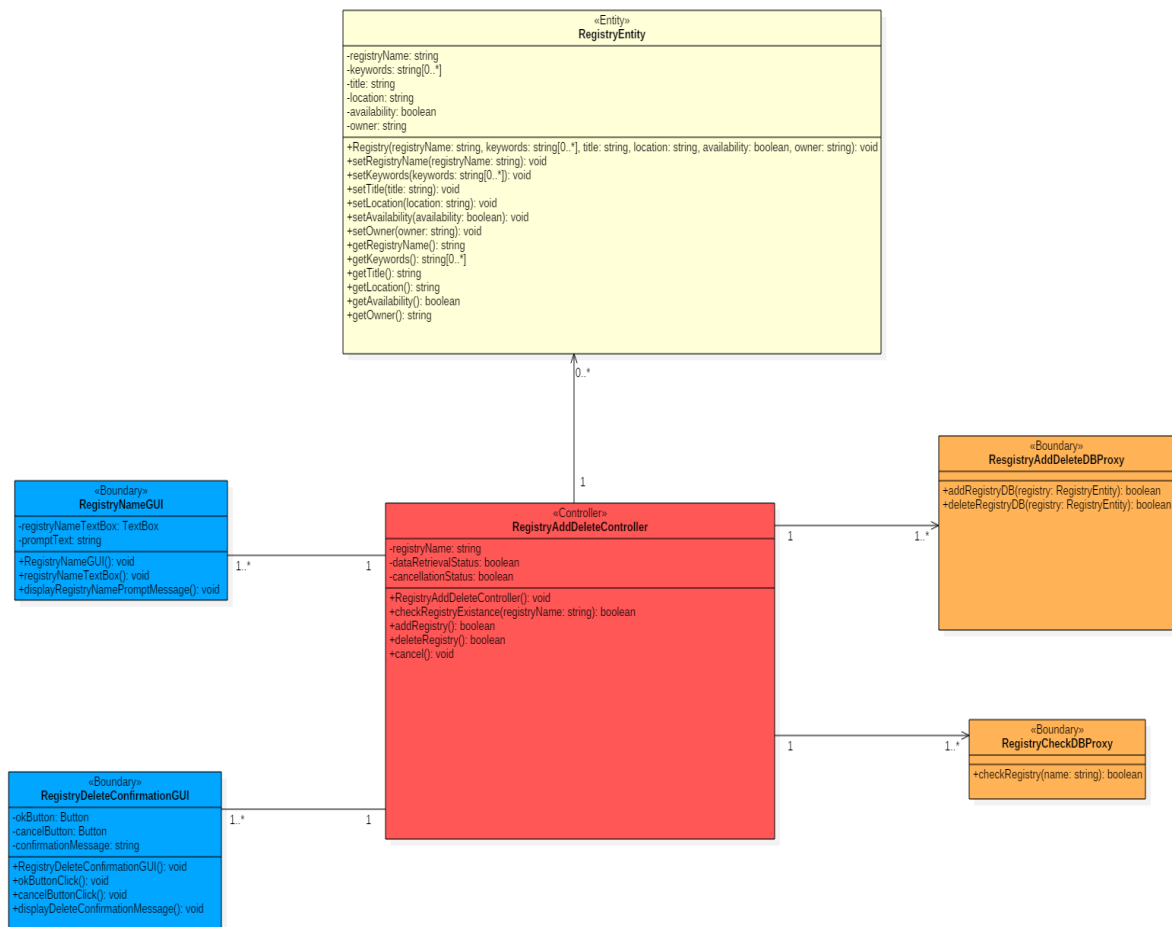 «Entity»
RegistryEntity
-registryName: string
-keywords: string[0..*]
-title: string
-location: string
-availability: boolean
-owner: string
+Registry(registryName: string, keywords: string[0..*], title: string, location: string, availability: boolean, owner: string): void
+setRegistryName(registryName: string): void
+setKeywords(keywords: string[0..*]): void
+setTitle(title: string): void
+setLocation(location: string): void
+setAvailability(availability: boolean): void
+setOwner(owner: string): void
+getRegistryName(): string
+getKeywords(): string[0..*]
+getTitle(): string
+getLocation(): string
+getAvailability(): boolean
+getOwner(): string
0..*
1
«Boundary»
RegistryNameGUI
-registryNameTextBox: TextBox
-promptText: string
+RegistryNameGUI(): void
+registryNameTextBox(): void
+displayRegistryNamePromptMessage(): void
1..*
1
«Controller»
RegistryAddDeleteController
-registryName: string
-dataRetrievalStatus: boolean
-cancellationStatus: boolean
+RegistryAddDeleteController(): void
+checkRegistryExistance(registryName: string): boolean
+addRegistry(): boolean
+deleteRegistry(): boolean
+cancel(): void
1
1..*
«Boundary»
ResgistryAddDeleteDBProxy
+addRegistryDB(registry: RegistryEntity): boolean
+deleteRegistryDB(registry: RegistryEntity): boolean
1
1..*
«Boundary»
RegistryCheckDBProxy
+checkRegistry(name: string): boolean
«Boundary»
RegistryDeleteConfirmationGUI
-okButton: Button
-cancelButton: Button
-confirmationMessage: string
+RegistryDeleteConfirmationGUI(): void
+okButtonClick(): void
+cancelButtonClick(): void
+displayDeleteConfirmationMessage(): void
1..*
1